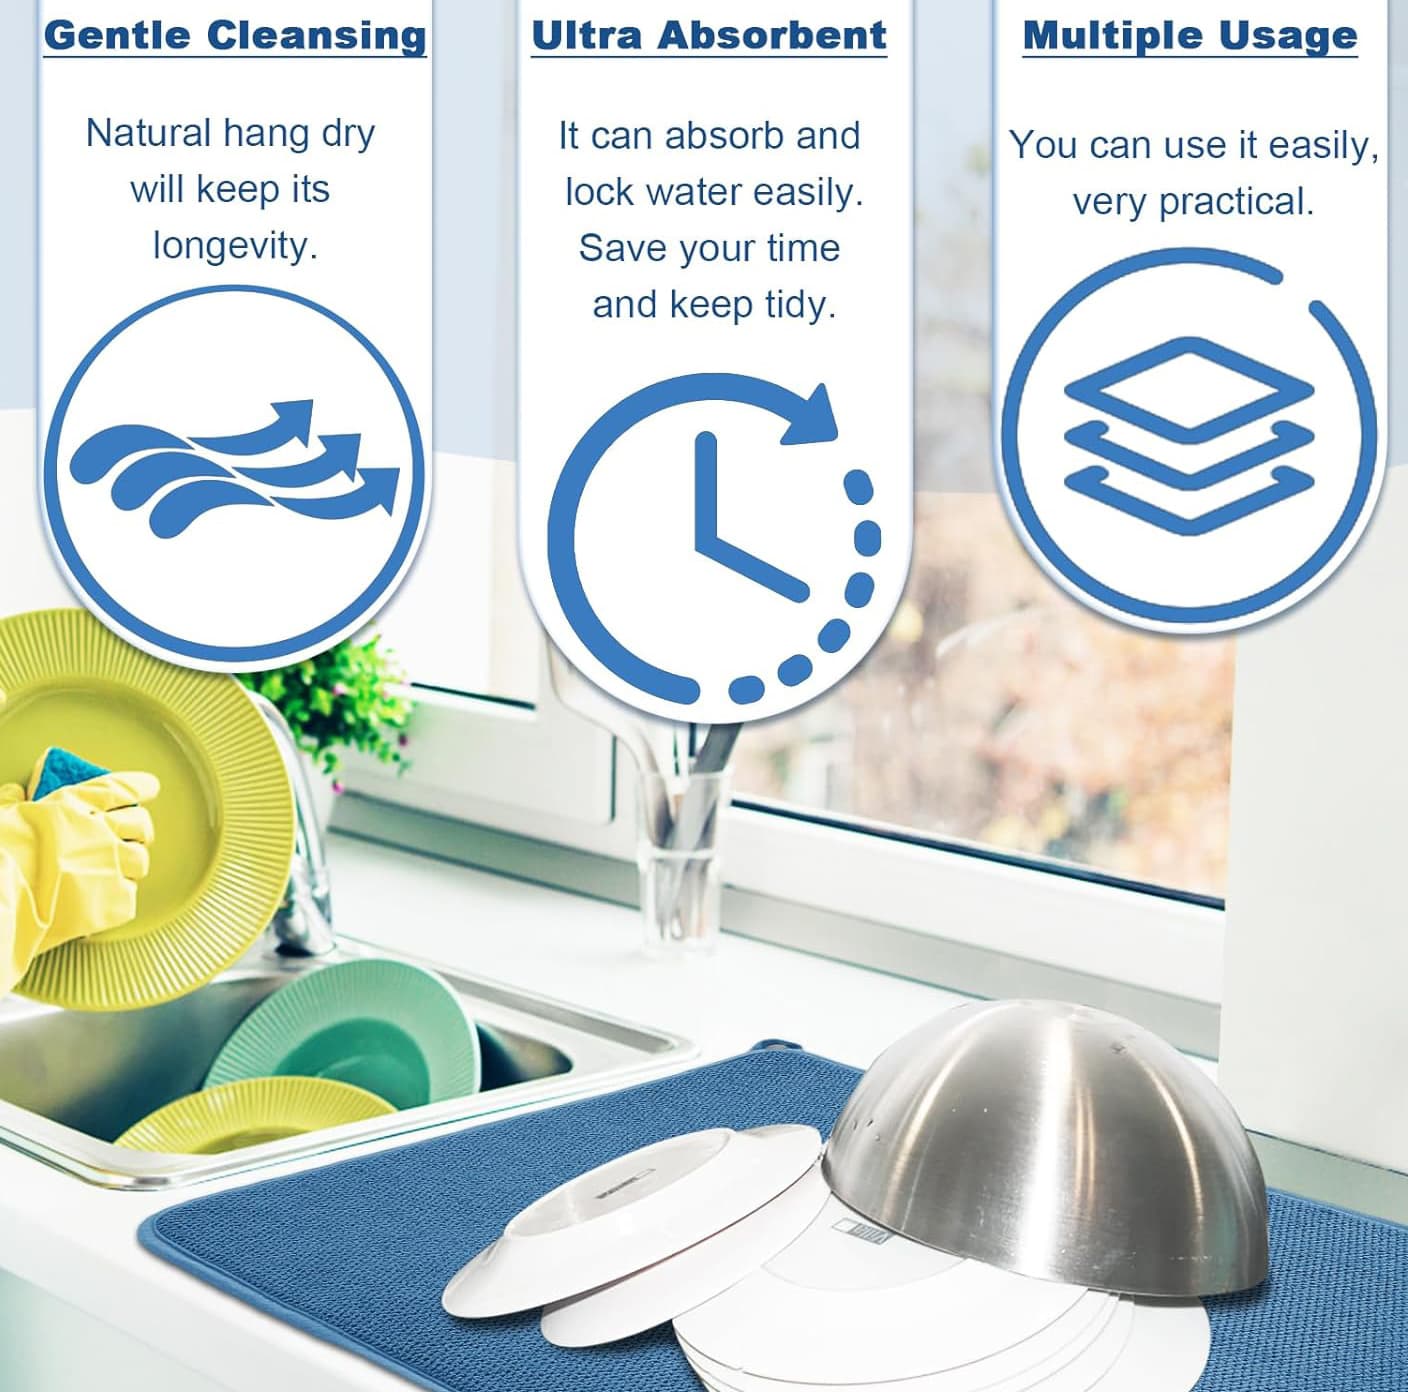 Gentle Cleansing
Natural hang dry
will keep its
longevity.
Ultra Absorbent
It can absorb and
lock water easily.
Save your time
and keep tidy.
Multiple Usage
You can use it easily,
very practical.